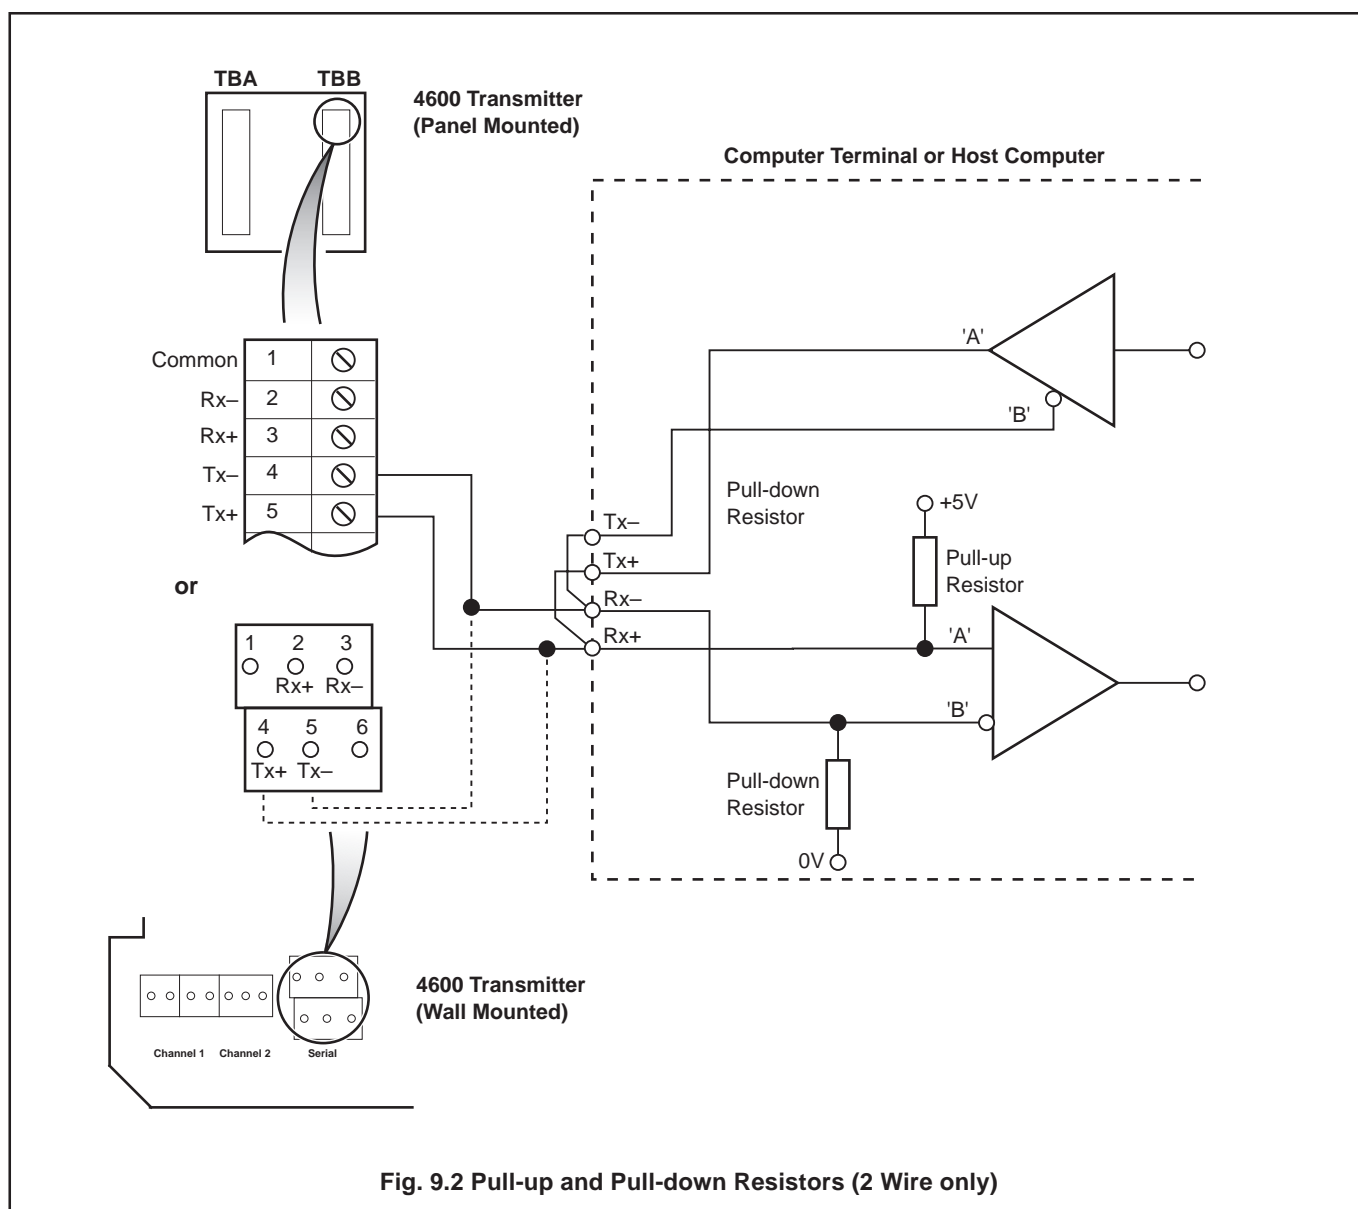 TBA TBB
4600 Transmitter
(Panel Mounted)
Computer Terminal or Host Computer
Common 1
Rx– 2
Rx+ 3
Tx– 4
Tx+ 5
or
1 2 3
Rx+ Rx–
4 5 6
Tx+ Tx–
'A'
'B'
Pull-down
Resistor
+5V
Pull-up
Resistor
Tx–
Tx+
Rx–
Rx+
'A'
'B'
Pull-down
Resistor
0V
4600 Transmitter
(Wall Mounted)
Channel 1 Channel 2 Serial
Fig. 9.2 Pull-up and Pull-down Resistors (2 Wire only)